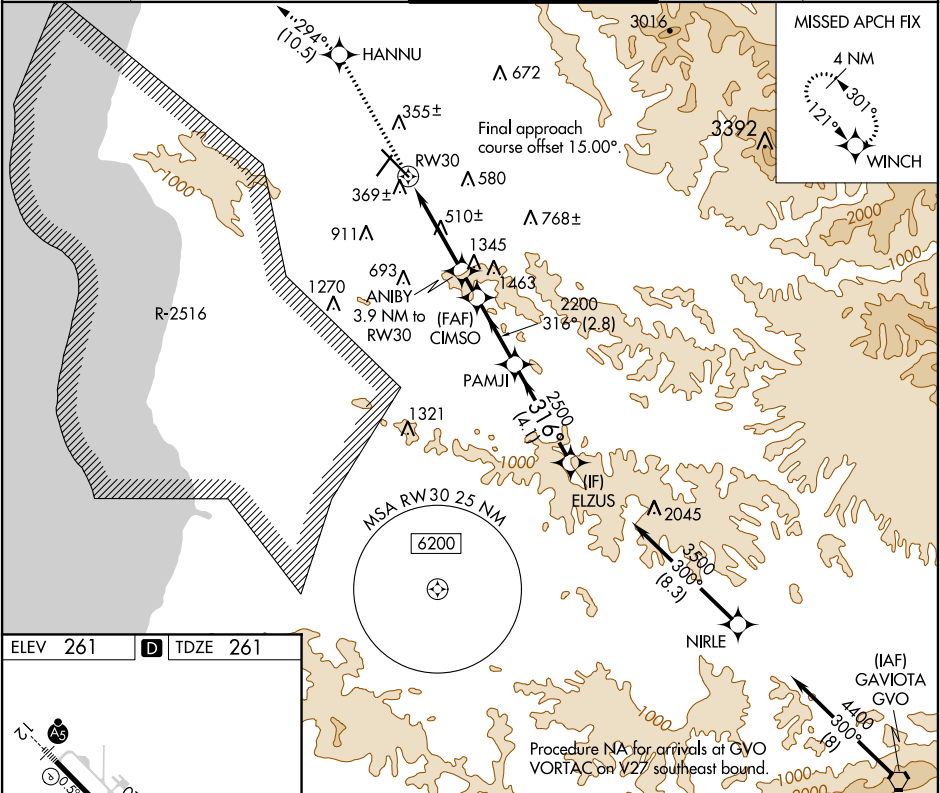 294°
(10.5)
HANNU
3016
672
355±
Final approach
course offset 15.00°.
3392
MISSED APCH FIX
4 NM
301°
121°
WINCH
1000
RW30
369±
580
510±
768±
911
2000
1000
1345
1463
693
ANIBY
3.9 NM to
RW30
(FAF)
CIMSO
1270
R-2516
2200
316° (2.8)
PAMJI
2500
316°
(4.1)
1321
1000
(IF)
ELZUS
2045
MSA RW30 25 NM
6200
3500
300°
(8.3)
NIRLE
(IAF)
GAVIOTA
GVO
4400
300°
(8)
1000
Procedure NA for arrivals at GVO
VORTAC on V27 southeast bound.
1000
ELEV 261 D TDZE 261
A5
12
P
0.5°